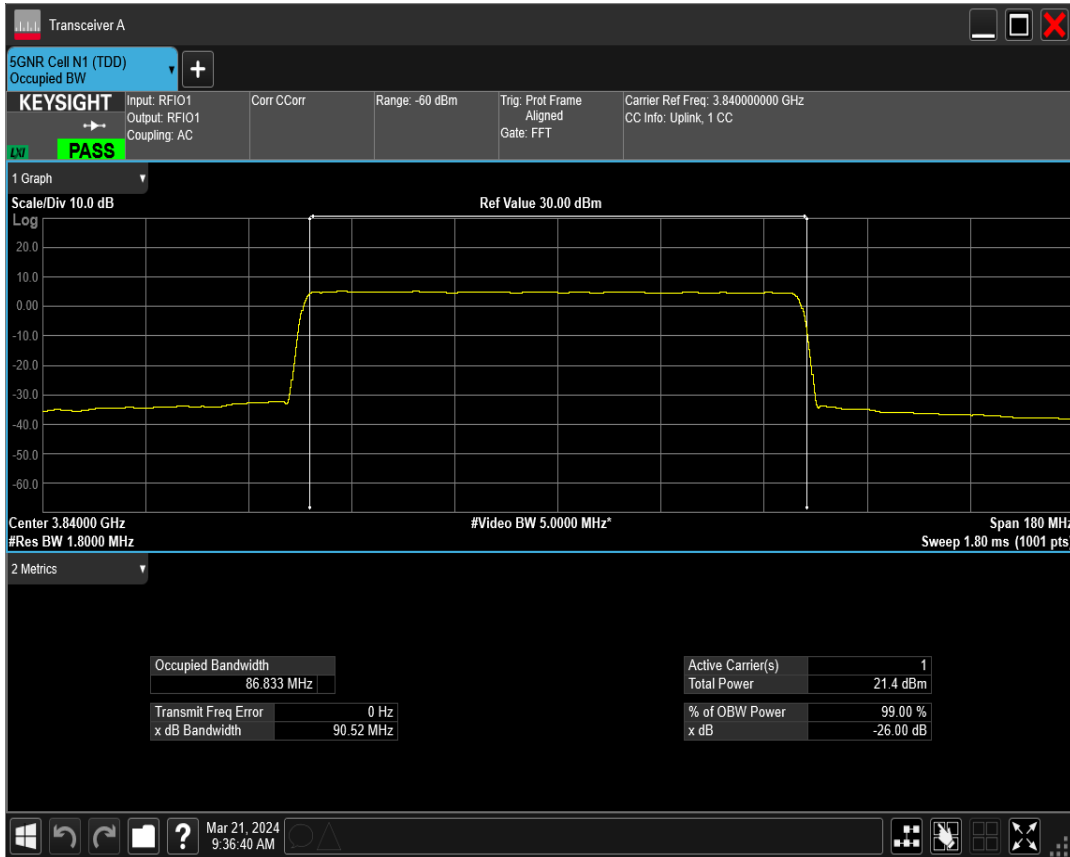 Transceiver A
5GNR Cell N1 (TDD)
Occupied BW
+
KEYSIGHT
LXI
PASS
Input: RFIO1
Output: RFIO1
Coupling: AC
Corr CCorr
Range: -60 dBm
Trig: Prot Frame
Aligned
Gate: FFT
Carrier Ref Freq: 3.840000000 GHz
CC Info: Uplink, 1 CC
1 Graph
Scale/Div 10.0 dB
Ref Value 30.00 dBm
Log
20.0
10.0
0.00
-10.0
-20.0
-30.0
-40.0
-50.0
-60.0
Center 3.84000 GHz
#Video BW 5.0000 MHz*
Span 180 MHz
#Res BW 1.8000 MHz
Sweep 1.80 ms (1001 pts)
2 Metrics
Occupied Bandwidth
86.833 MHz
Transmit Freq Error 0 Hz
x dB Bandwidth 90.52 MHz
Active Carrier(s) 1
Total Power 21.4 dBm
% of OBW Power 99.00 %
x dB -26.00 dB
?
Mar 21, 2024
9:36:40 AM